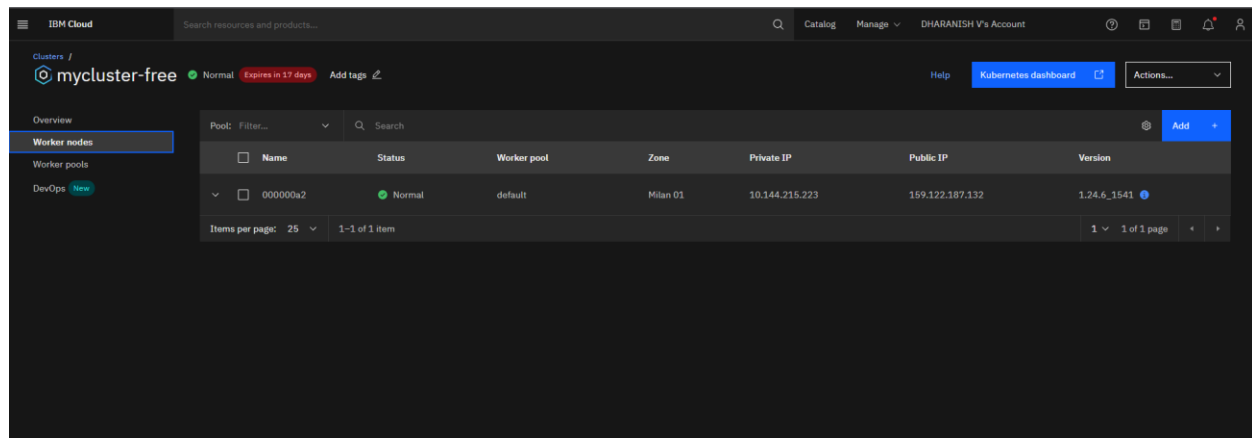 IBM Cloud Search resources and products... Catalog Manage DHARANISH V's Account
Clusters /
mycluster-free Normal Expires in 17 days Add tags Help Kubernetes dashboard Actions...
Overview
Worker nodes
Worker pools
DevOps New
Pool: Filter... Search Add +
Name Status Worker pool Zone Private IP Public IP Version
000000a2 Normal default Milan 01 10.144.215.223 159.122.187.132 1.24.6_1541
Items per page: 25 1–1 of 1 item 1 1 of 1 page